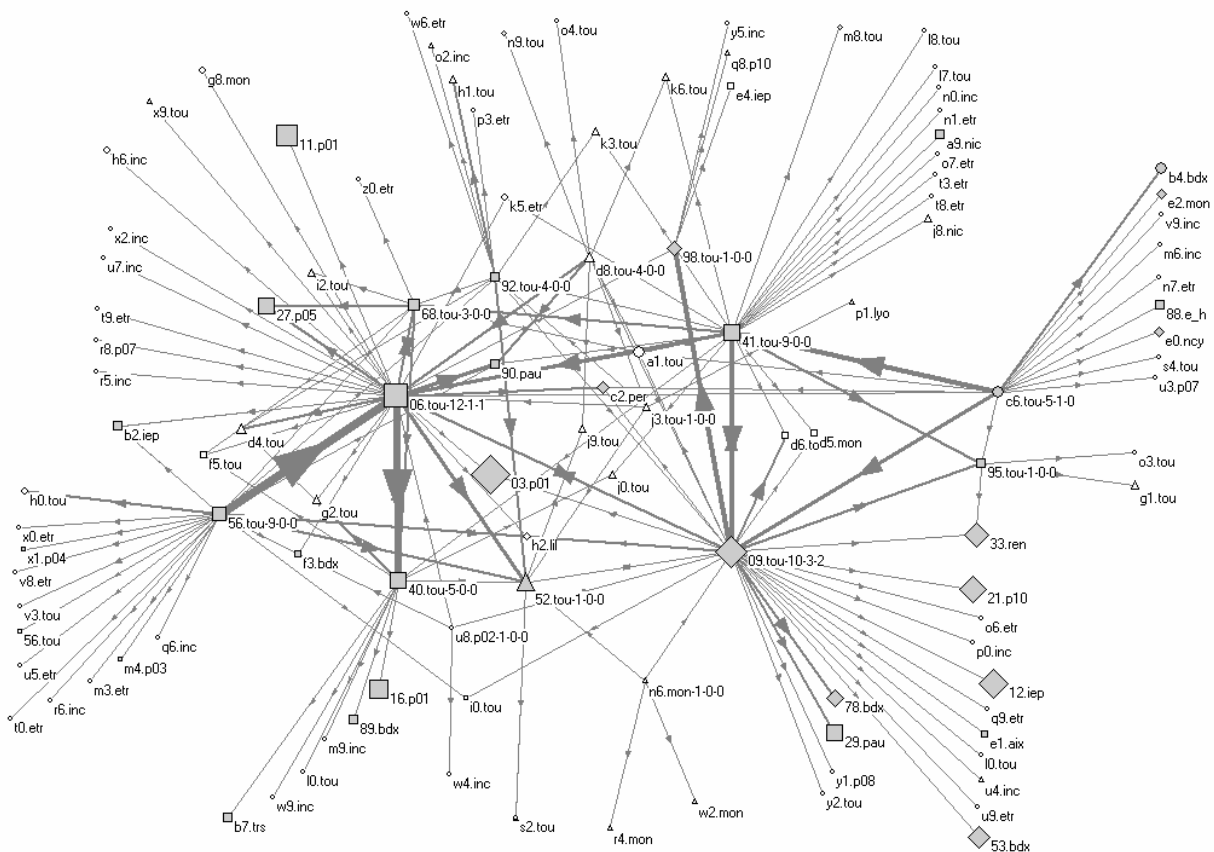 w6.etr
o4.tou
y5.inc
m8.tou
l8.tou
n9.tou
o2.inc
q8.p10
l7.tou
g8.mon
h1.tou
k6.tou
e4.iep
n0.inc
x9.tou
p3.etr
n1.etr
11.p01
k3.tou
a9.nic
h6.inc
o7.etr
z0.etr
t3.etr
b4.bdx
k5.etr
t8.etr
e2.mon
j8.nic
v9.inc
x2.inc
98.tou-1-0-0
m6.inc
u7.inc
i2.tou
92.tou-4-0-0
d8.tou-4-0-0
n7.etr
27.p05
68.tou-3-0-0
p1.lyo
88.e_h
t9.etr
41.tou-9-0-0
e0.ncy
r8.p07
a1.tou
s4.tou
r5.inc
90.pau
u3.p07
06.tou-12-1-1
c2.per
c6.tou-5-1-0
b2.iep
j3.tou-1-0-0
d4.tou
j9.tou
d6.to
d5.mon
f5.tou
95.tou-1-0-0
o3.tou
03.p01
j0.tou
g1.tou
h0.tou
g2.tou
56.tou-9-0-0
x0.etr
h2.lil
33.ren
x1.p04
f3.bdx
09.tou-10-3-2
v8.etr
40.tou-5-0-0
52.tou-1-0-0
21.p10
v3.tou
o6.etr
56.tou
q6.inc
u8.p02-1-0-0
p0.inc
u5.etr
m4.p03
m3.etr
16.p01
n6.mon-1-0-0
12.iep
r6.inc
i0.tou
78.bdx
t0.etr
q9.etr
89.bdx
29.pau
e1.aix
m9.inc
l0.tou
l0.tou
w4.inc
y1.p08
u4.inc
w9.inc
y2.tou
w2.mon
u9.etr
b7.trs
s2.tou
r4.mon
53.bdx